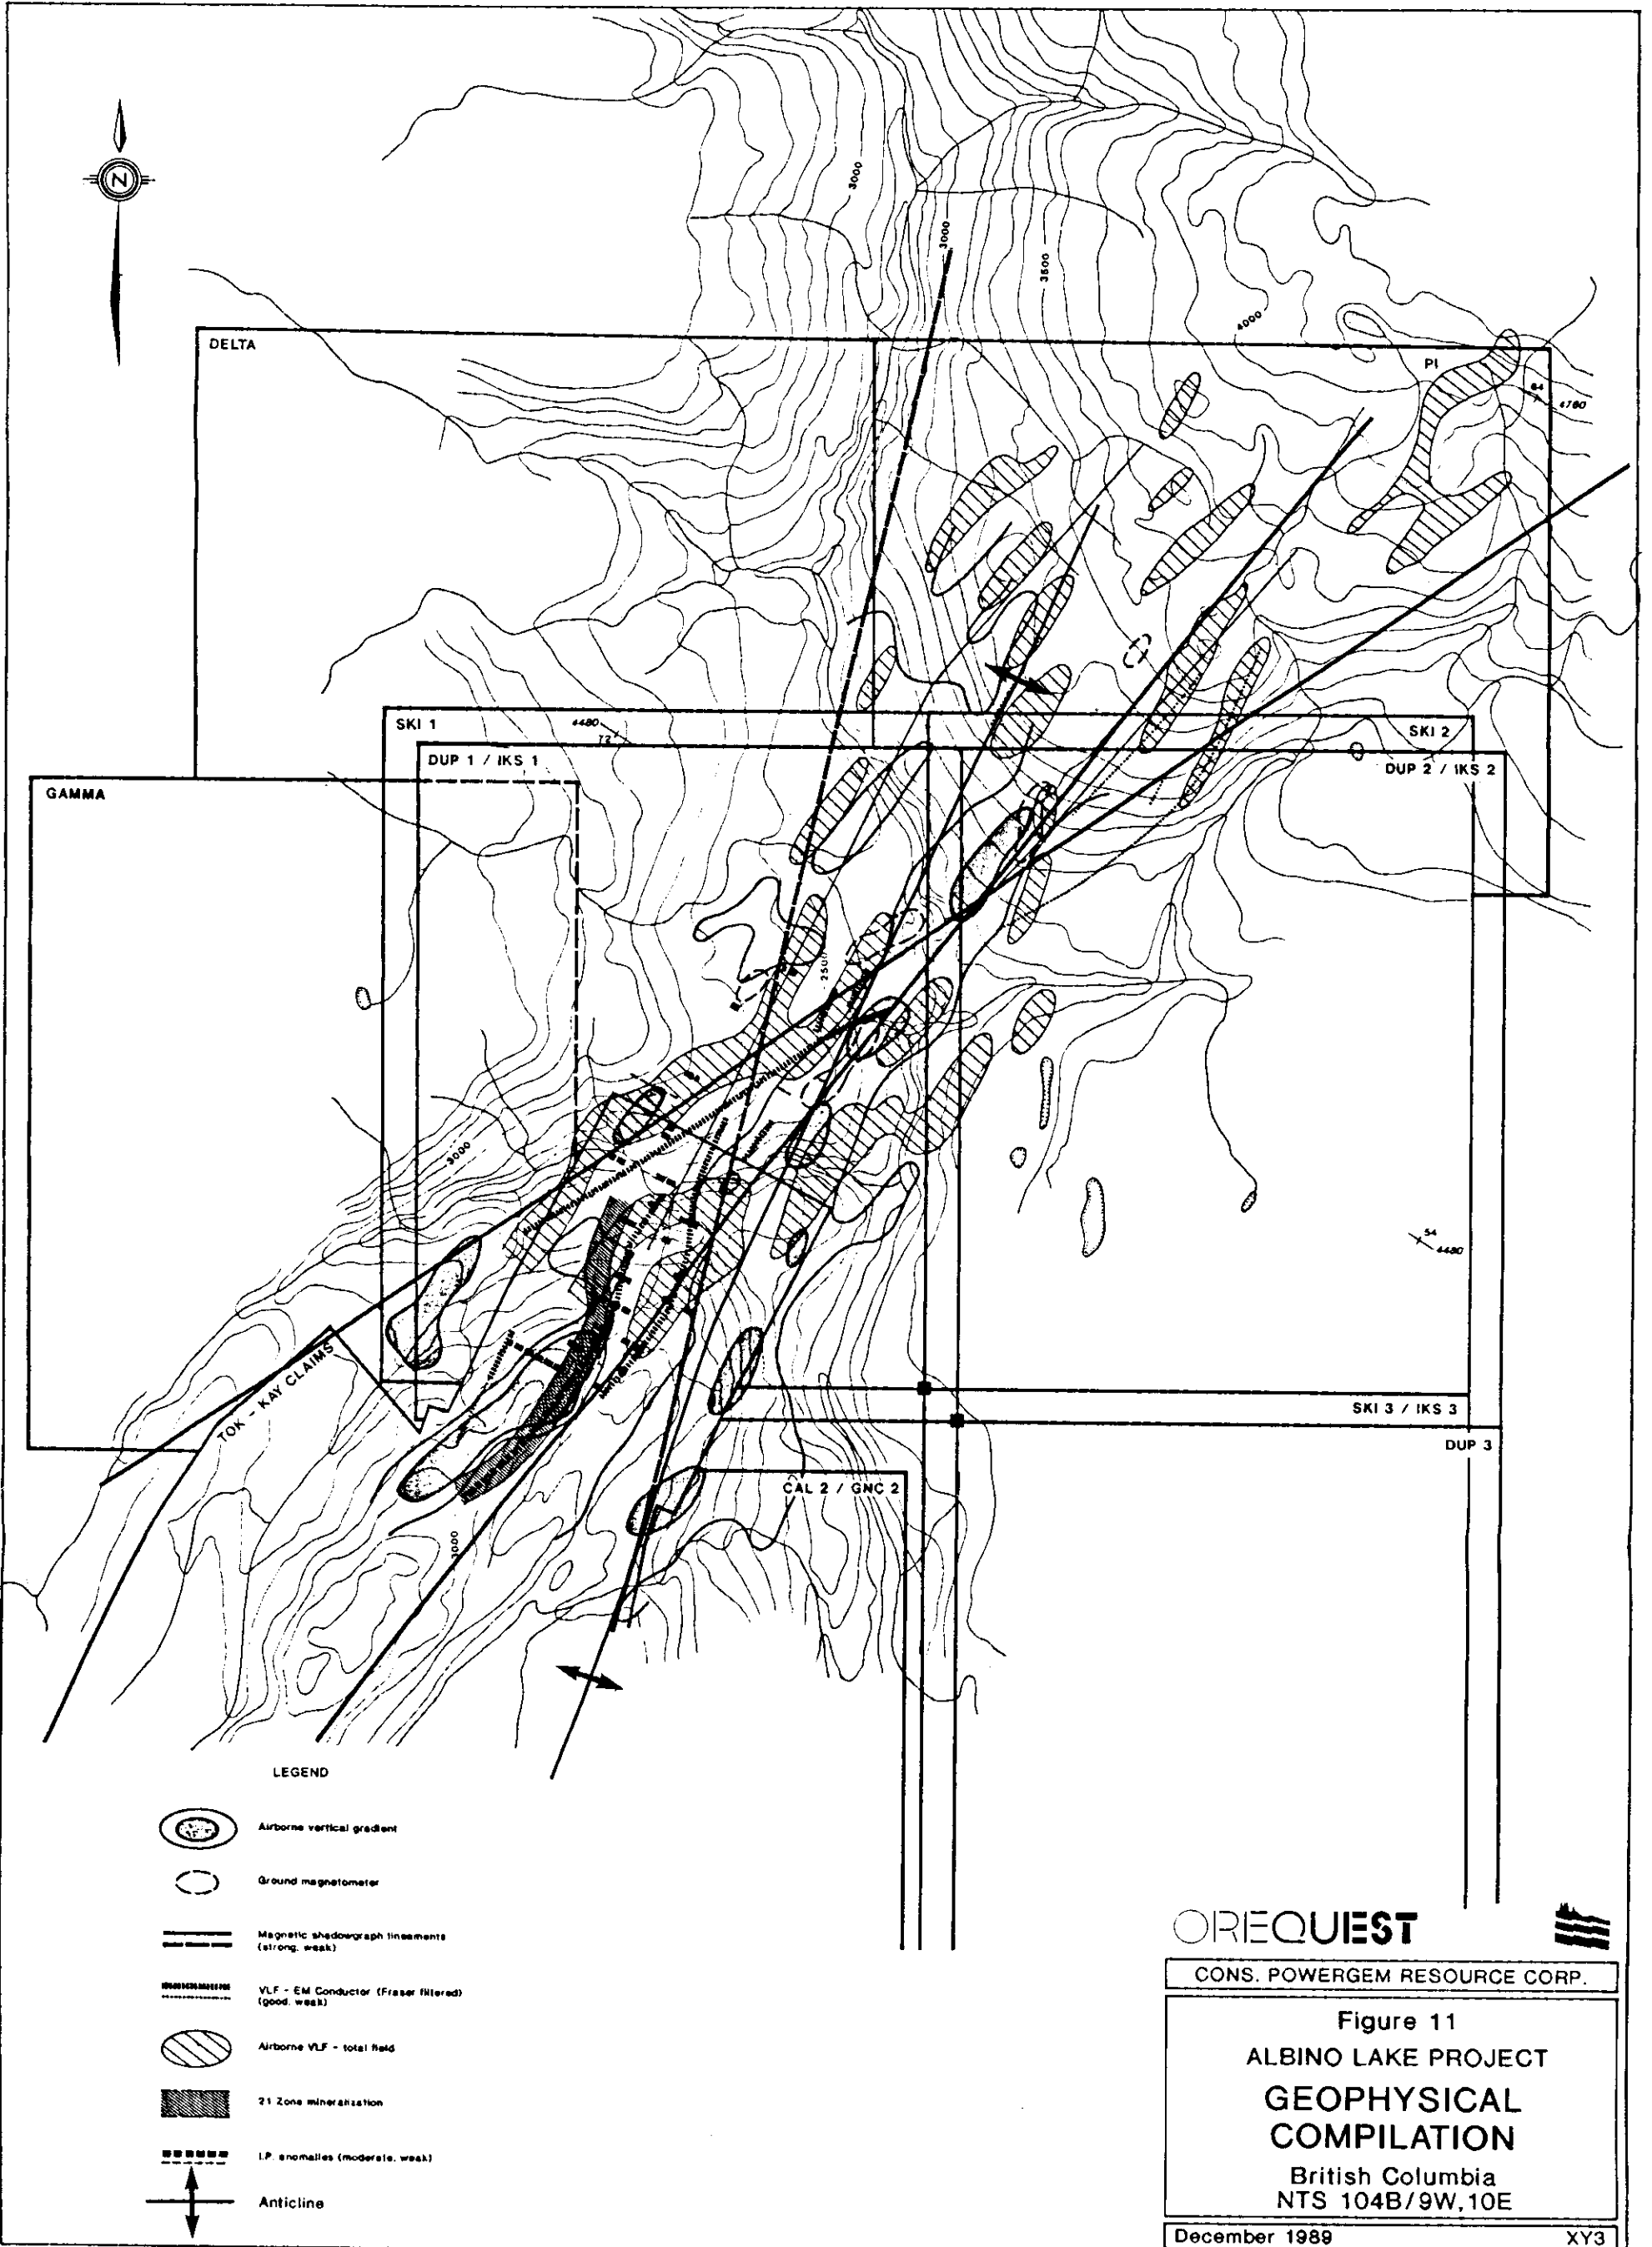 N
3000
3000
3500
4000
DELTA
PI
64
4780
SKI 1
4480
72
SKI 2
DUP 1 / IKS 1
DUP 2 / IKS 2
GAMMA
2500
3000
54
4480
TOK - KAY CLAIMS
SKI 3 / IKS 3
DUP 3
CAL 2 / GNC 2
3000
LEGEND
Airborne vertical gradient
Ground magnetometer
Magnetic shadowgraph lineaments
(strong, weak)
VLF - EM Conductor (Fraser filtered)
(good, weak)
Airborne VLF - total field
21 Zone mineralization
I.P. anomalies (moderate, weak)
Anticline
OREQUEST
CONS. POWERGEM RESOURCE CORP.
Figure 11
ALBINO LAKE PROJECT
GEOPHYSICAL
COMPILATION
British Columbia
NTS 104B/9W,10E
December 1989 XY3